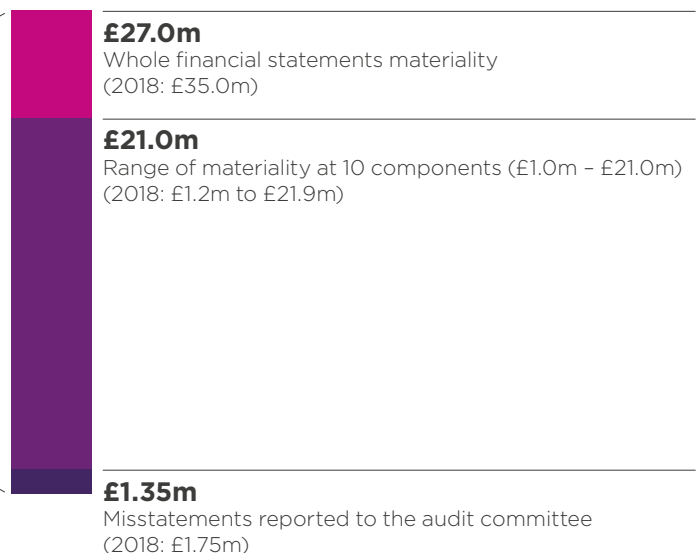 £27.0m
Whole financial statements materiality
(2018: £35.0m)
£21.0m
Range of materiality at 10 components (£1.0m – £21.0m)
(2018: £1.2m to £21.9m)
£1.35m
Misstatements reported to the audit committee
(2018: £1.75m)